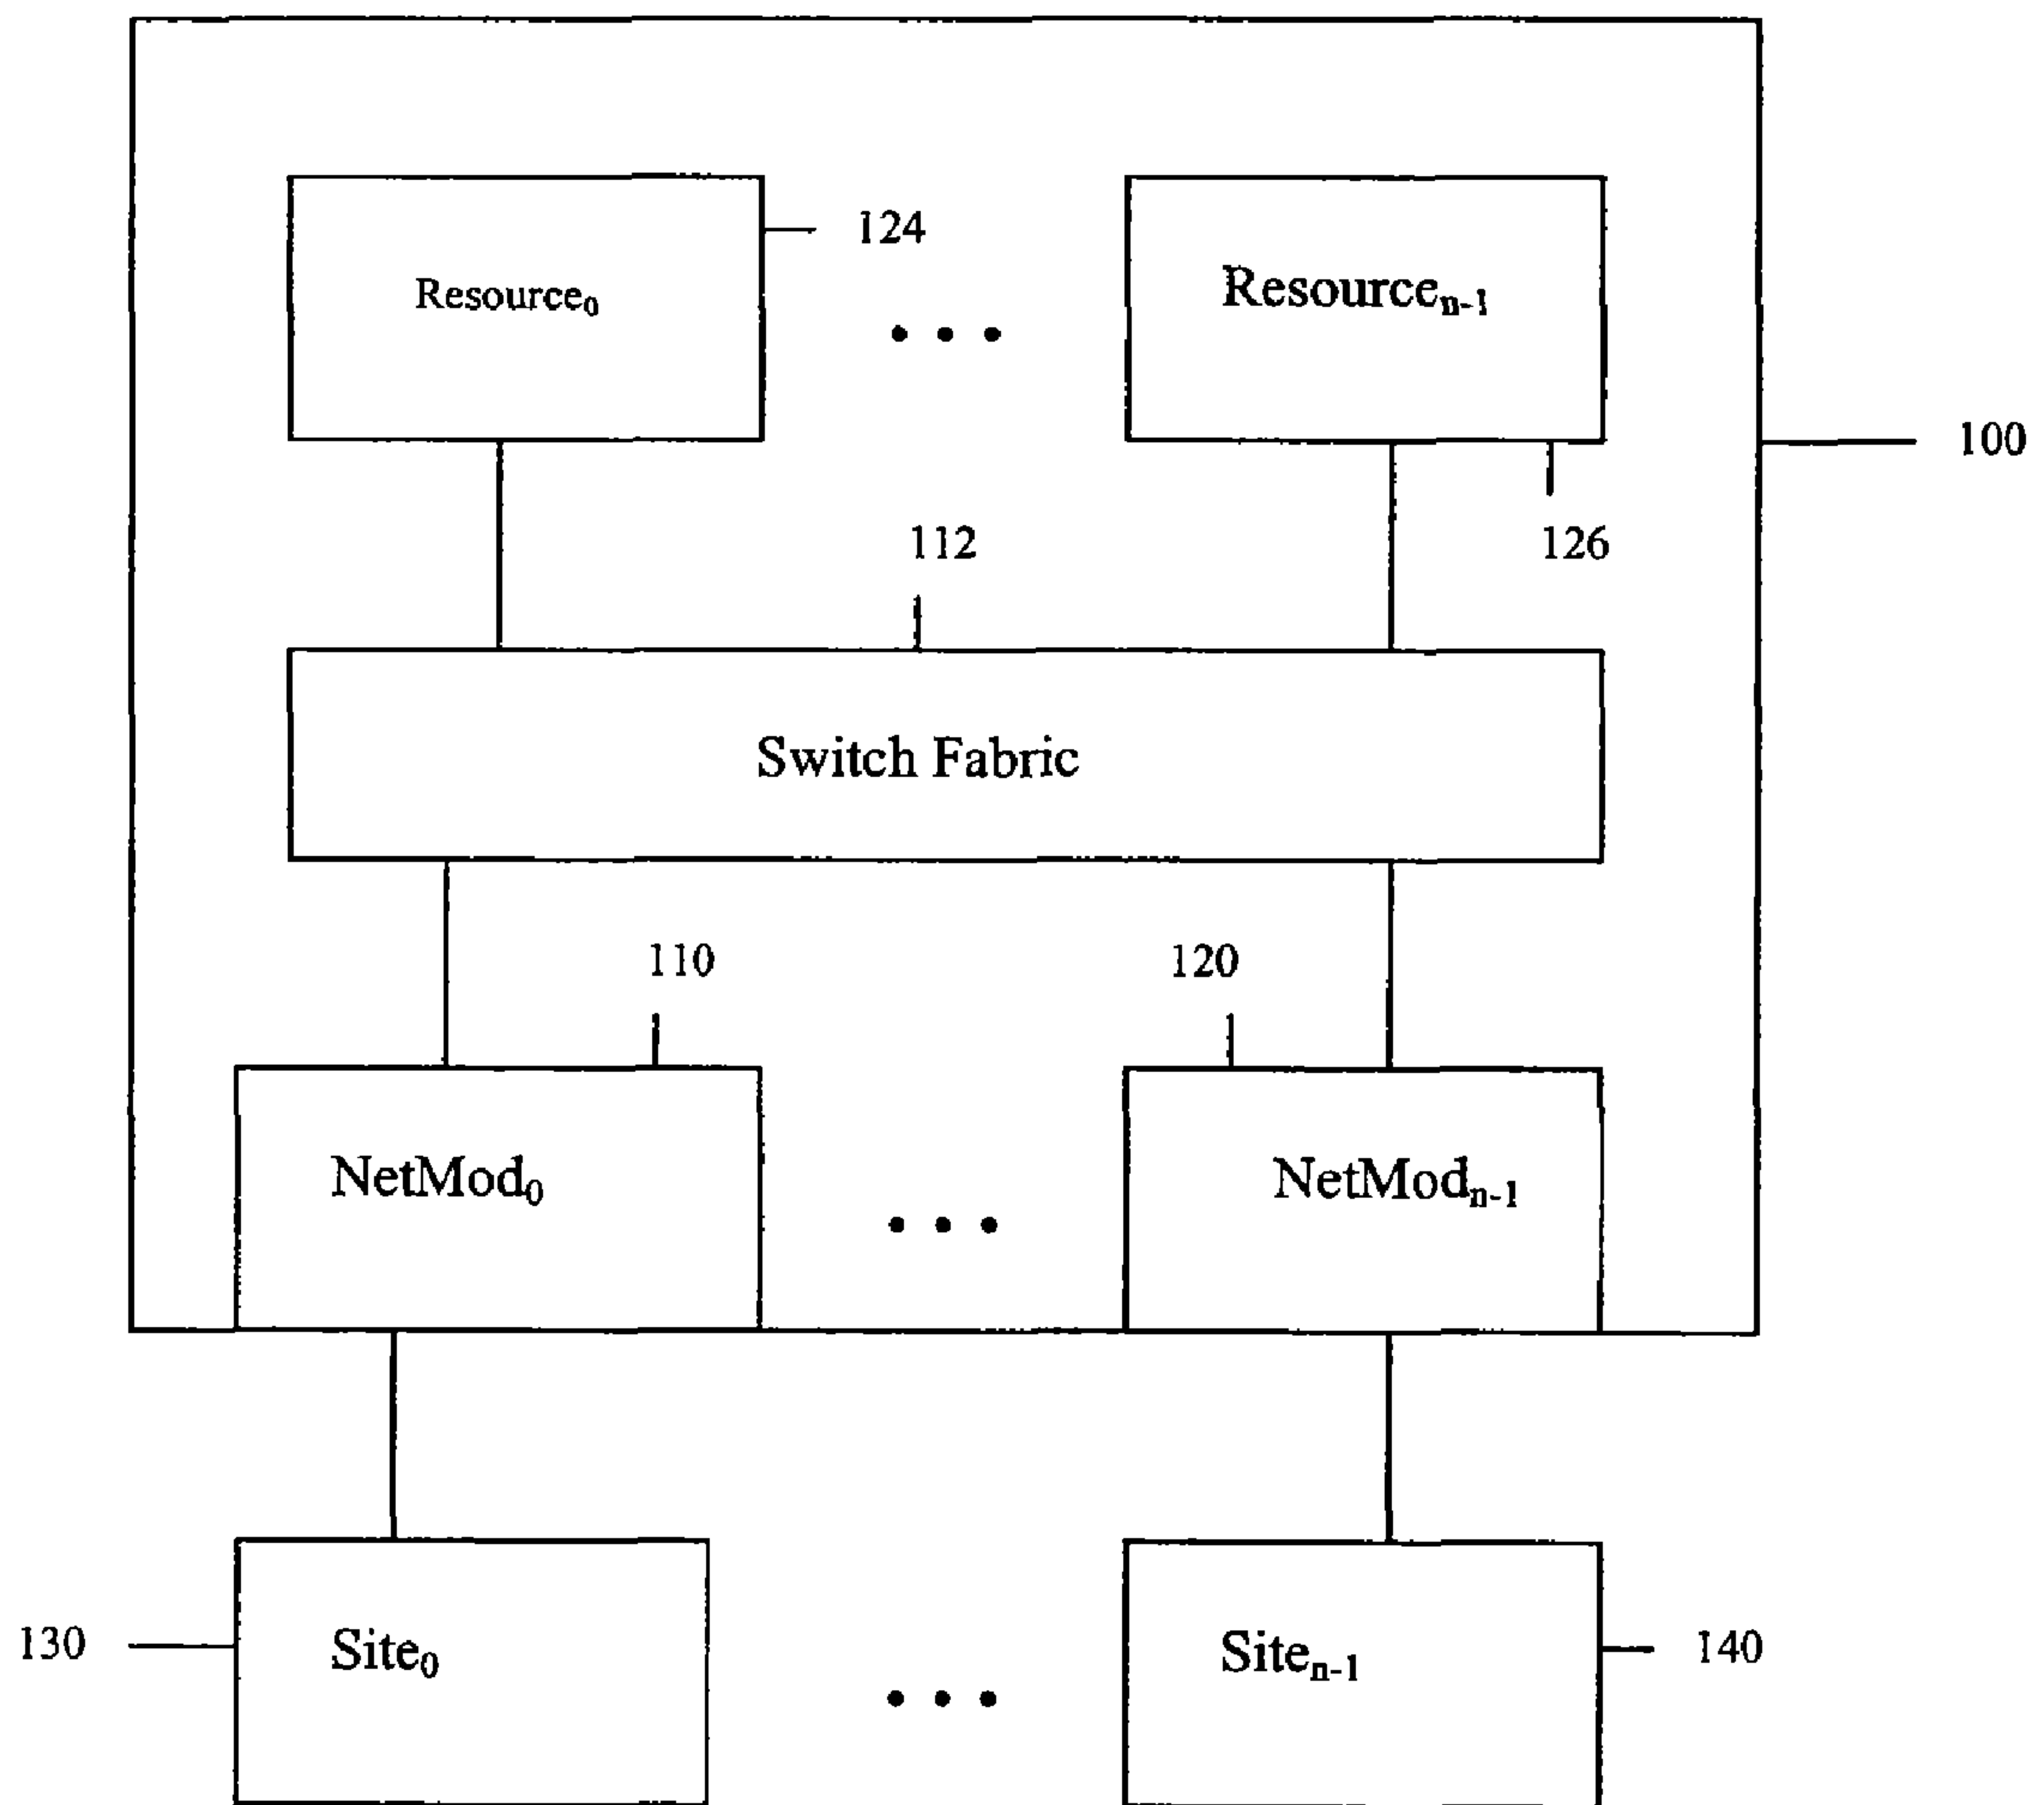 124
Resource₀
Resourceₙ₋₁
• • •
100
112
126
Switch Fabric
110
120
NetMod₀
NetModₙ₋₁
• • •
130
Site₀
Siteₙ₋₁
140
• • •